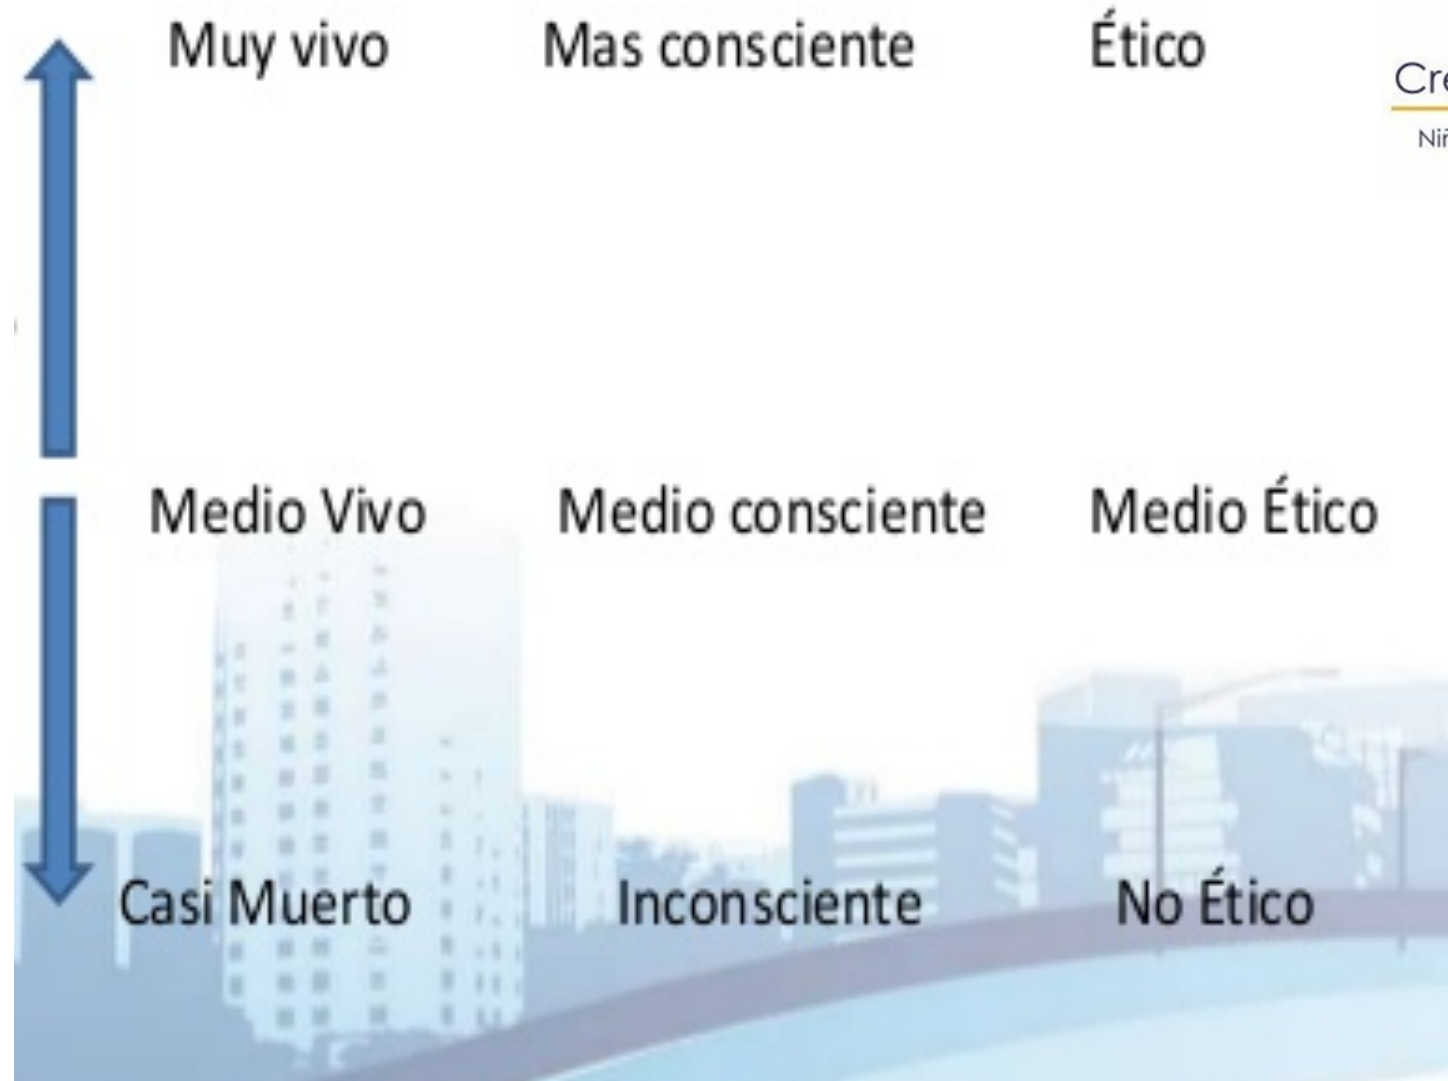 Muy vivo Mas consciente Ético
Medio Vivo Medio consciente Medio Ético
Casi Muerto Inconsciente No Ético